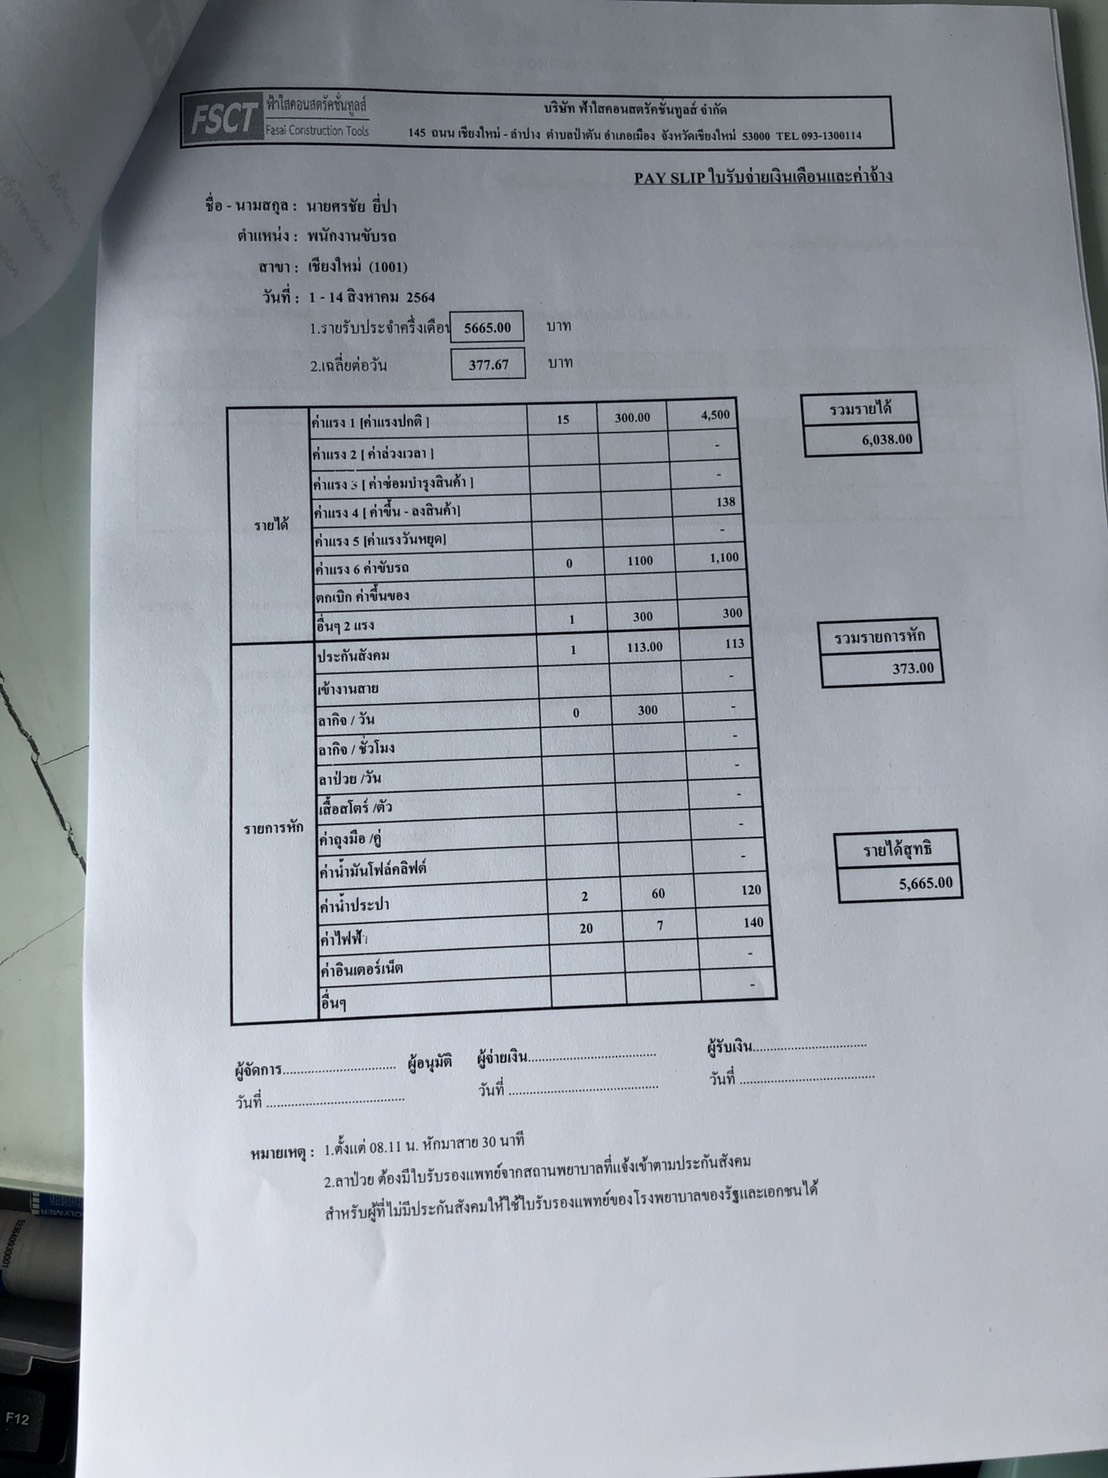 FSCT ฟ้าใสคอนสตรัคชั่นทูลส์
Fasai Construction Tools
บริษัท ฟ้าใสคอนสตรัคชั่นทูลส์ จำกัด
145 ถนน เชียงใหม่ - ลำปาง ตำบลป่าตัน อำเภอเมือง จังหวัดเชียงใหม่ 53000 TEL 093-1300114
PAY SLIP ใบรับจ่ายเงินเดือนและค่าจ้าง
ชื่อ - นามสกุล : นายศรชัย ยี่ปา
ตำแหน่ง : พนักงานขับรถ
สาขา : เชียงใหม่ (1001)
วันที่ : 1 - 14 สิงหาคม 2564
1.รายรับประจำครึ่งเดือน 5665.00 บาท
2.เฉลี่ยต่อวัน 377.67 บาท
รายได้
ค่าแรง 1 [ค่าแรงปกติ ] 15 300.00 4,500
ค่าแรง 2 [ ค่าล่วงเวลา ] -
ค่าแรง 3 [ ค่าซ่อมบำรุงสินค้า ] -
ค่าแรง 4 [ ค่าขึ้น - ลงสินค้า] 138
ค่าแรง 5 [ค่าแรงวันหยุด] -
ค่าแรง 6 ค่าขับรถ 0 1100 1,100
ตกเบิก ค่าขึ้นของ
อื่นๆ 2 แรง 1 300 300
รวมรายได้
6,038.00
รายการหัก
ประกันสังคม 1 113.00 113
เข้างานสาย -
ลากิจ / วัน 0 300 -
ลากิจ / ชั่วโมง -
ลาป่วย /วัน -
เสื้อสโตร์ /ตัว -
ค่าถุงมือ /คู่ -
ค่าน้ำมันโฟล์คลิฟต์ -
ค่าน้ำประปา 2 60 120
ค่าไฟฟ้า 20 7 140
ค่าอินเตอร์เน็ต -
อื่นๆ -
รวมรายการหัก
373.00
รายได้สุทธิ
5,665.00
ผู้จัดการ.............................. ผู้อนุมัติ ผู้จ่ายเงิน.................................. ผู้รับเงิน..............................
วันที่ .................................... วันที่ ....................................... วันที่ ...................................
หมายเหตุ : 1.ตั้งแต่ 08.11 น. หักมาสาย 30 นาที
2.ลาป่วย ต้องมีใบรับรองแพทย์จากสถานพยาบาลที่แจ้งเข้าตามประกันสังคม
สำหรับผู้ที่ไม่มีประกันสังคมให้ใช้ใบรับรองแพทย์ของโรงพยาบาลของรัฐและเอกชนได้
F12